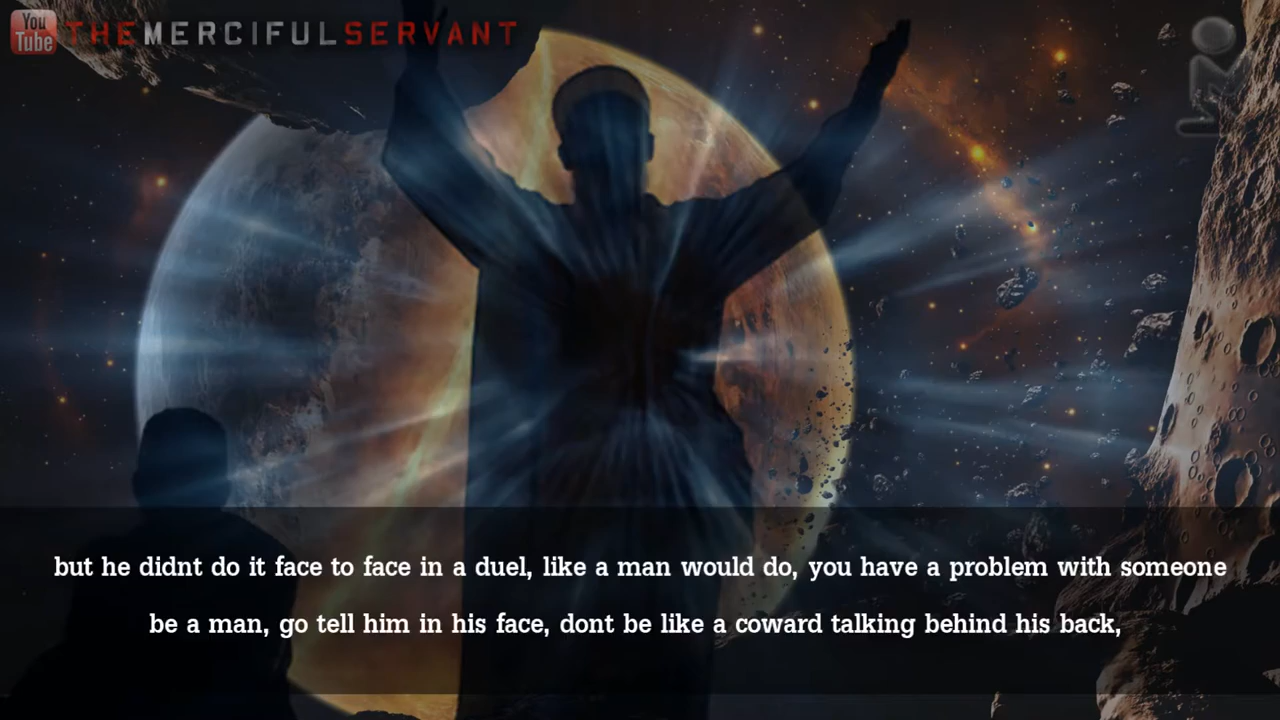 You
Tube
THEMERCIFULSERVANT
but he didnt do it face to face in a duel, like a man would do, you have a problem with someone
be a man, go tell him in his face, dont be like a coward talking behind his back,